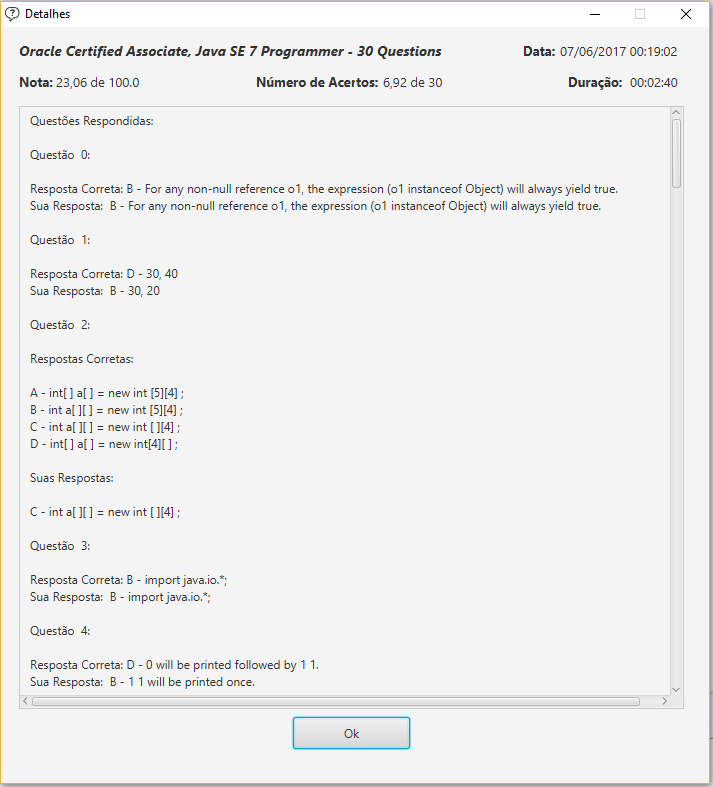 Detalhes
Oracle Certified Associate, Java SE 7 Programmer - 30 Questions Data: 07/06/2017 00:19:02
Nota: 23,06 de 100.0 Número de Acertos: 6,92 de 30 Duração: 00:02:40
Questões Respondidas:
Questão 0:
Resposta Correta: B - For any non-null reference o1, the expression (o1 instanceof Object) will always yield true.
Sua Resposta: B - For any non-null reference o1, the expression (o1 instanceof Object) will always yield true.
Questão 1:
Resposta Correta: D - 30, 40
Sua Resposta: B - 30, 20
Questão 2:
Respostas Corretas:
A - int[ ] a[ ] = new int [5][4] ;
B - int a[ ][ ] = new int [5][4] ;
C - int a[ ][ ] = new int [ ][4] ;
D - int[ ] a[ ] = new int[4][ ] ;
Suas Respostas:
C - int a[ ][ ] = new int [ ][4] ;
Questão 3:
Resposta Correta: B - import java.io.*;
Sua Resposta: B - import java.io.*;
Questão 4:
Resposta Correta: D - 0 will be printed followed by 1 1.
Sua Resposta: B - 1 1 will be printed once.
Ok